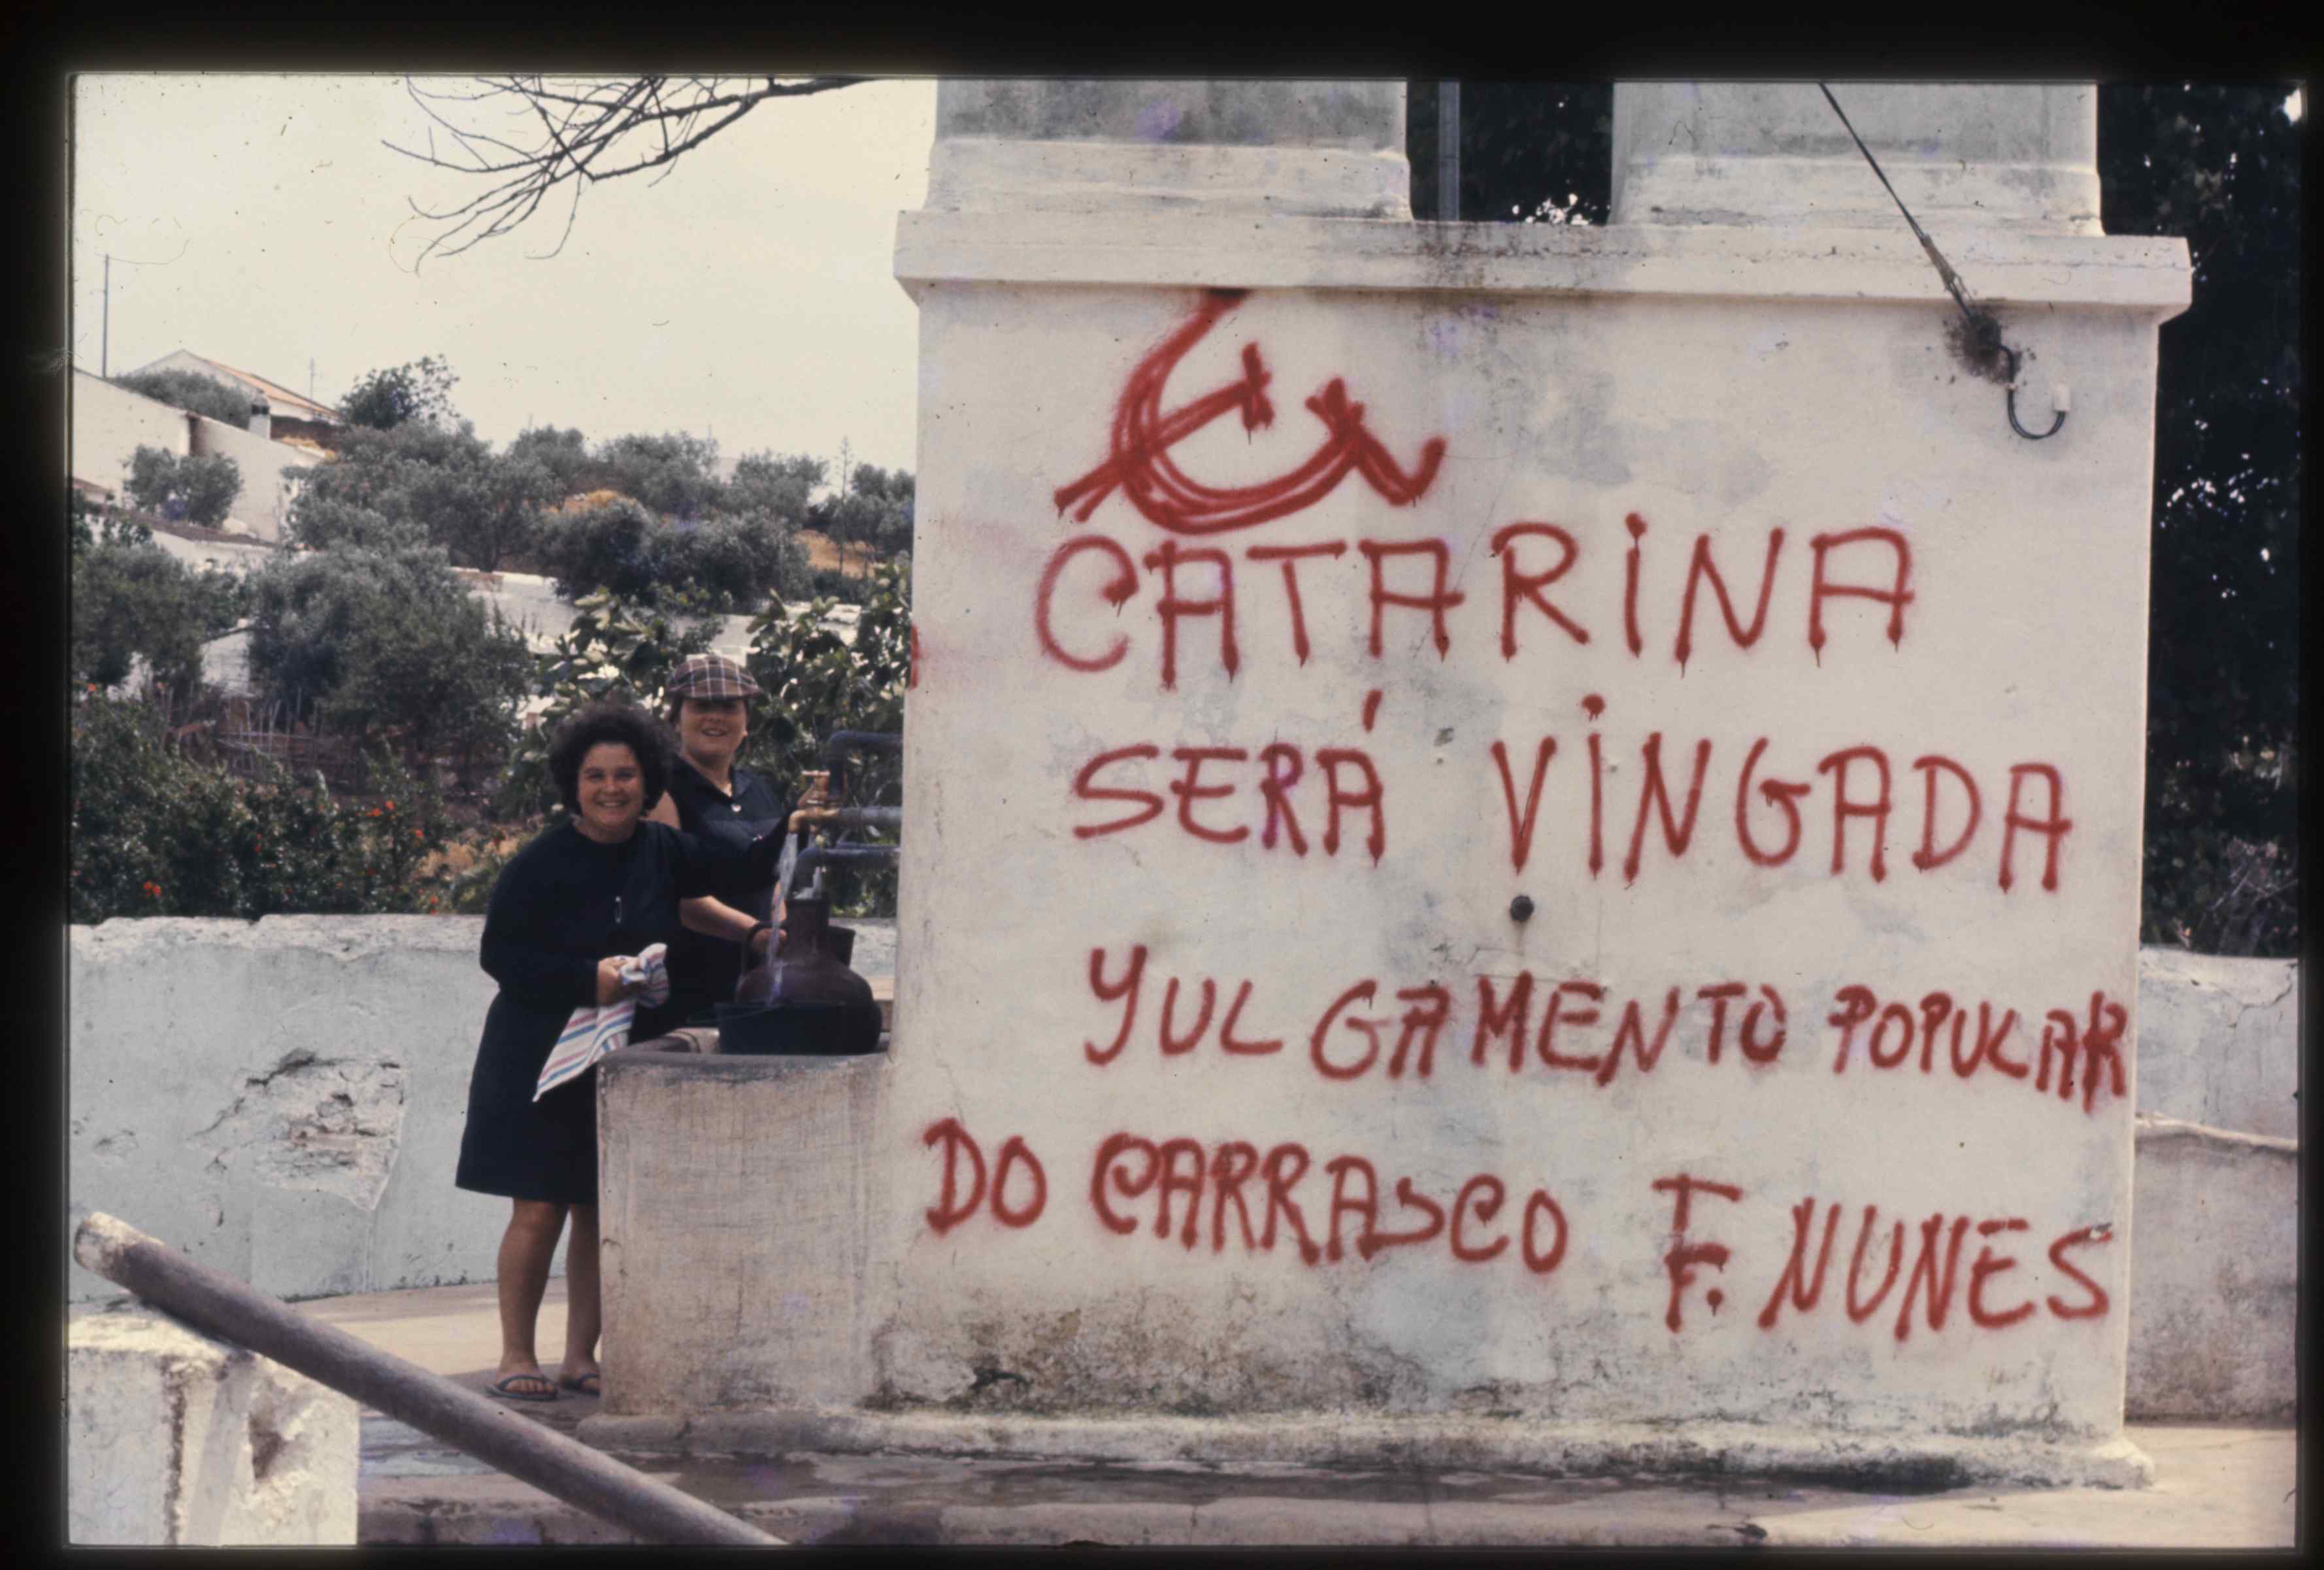 CATARINA
SERÁ VINGADA
YULGAMENTO POPULAR
DO CARRASCO F. NUNES